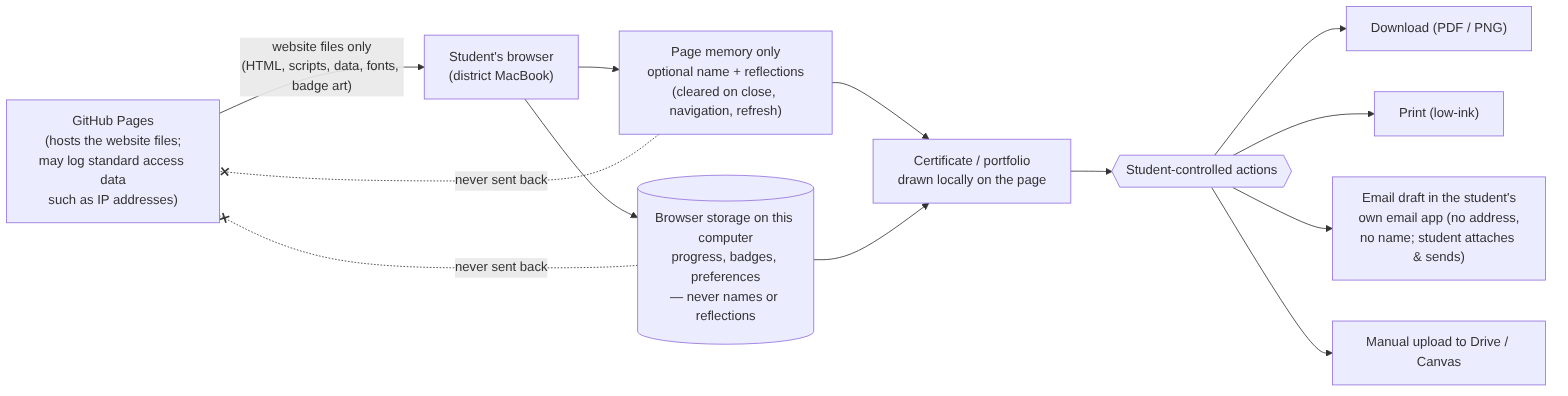 GitHub Pages
(hosts the website files;
may log standard access
data
such as IP addresses)
website files only
(HTML, scripts, data, fonts,
badge art)
Student's browser
(district MacBook)
Page memory only
optional name + reflections
(cleared on close,
navigation, refresh)
never sent back
never sent back
Browser storage on this
computer
progress, badges,
preferences
— never names or
reflections
Certificate / portfolio
drawn locally on the page
Student-controlled actions
Download (PDF / PNG)
Print (low-ink)
Email draft in the student's
own email app (no address,
no name; student attaches
& sends)
Manual upload to Drive /
Canvas